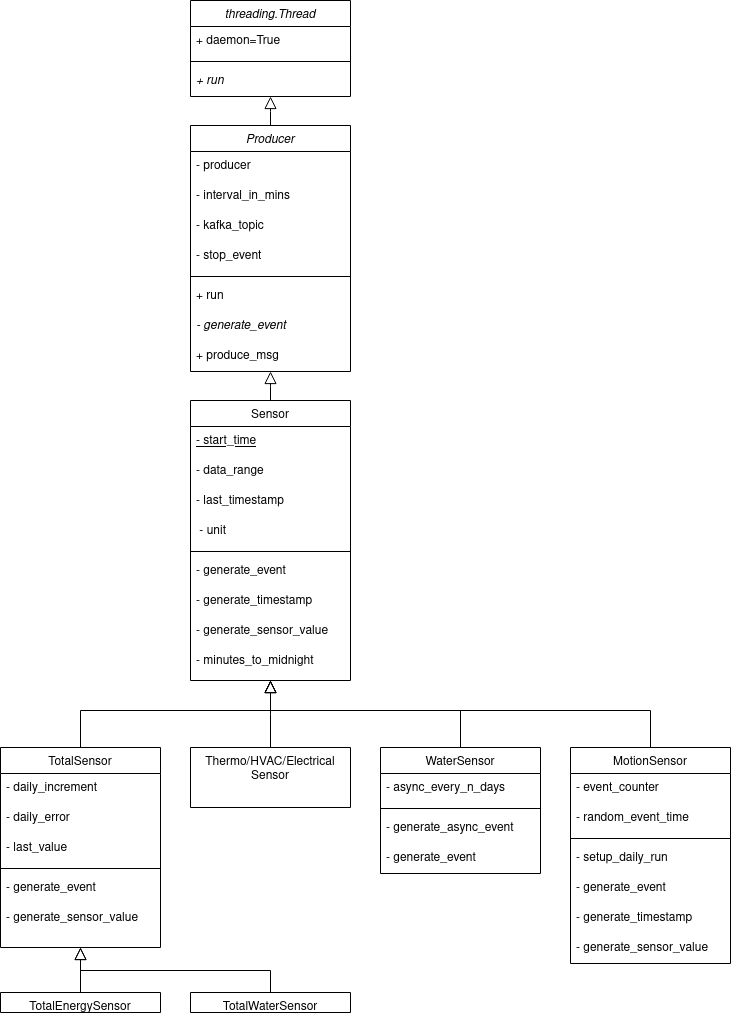 threading.Thread
+ daemon=True
+ run
Producer
- producer
- interval_in_mins
- kafka_topic
- stop_event
+ run
- generate_event
+ produce_msg
Sensor
- start_time
- data_range
- last_timestamp
- unit
- generate_event
- generate_timestamp
- generate_sensor_value
- minutes_to_midnight
TotalSensor
- daily_increment
- daily_error
- last_value
- generate_event
- generate_sensor_value
Thermo/HVAC/Electrical
Sensor
WaterSensor
- async_every_n_days
- generate_async_event
- generate_event
MotionSensor
- event_counter
- random_event_time
- setup_daily_run
- generate_event
- generate_timestamp
- generate_sensor_value
TotalEnergySensor
TotalWaterSensor